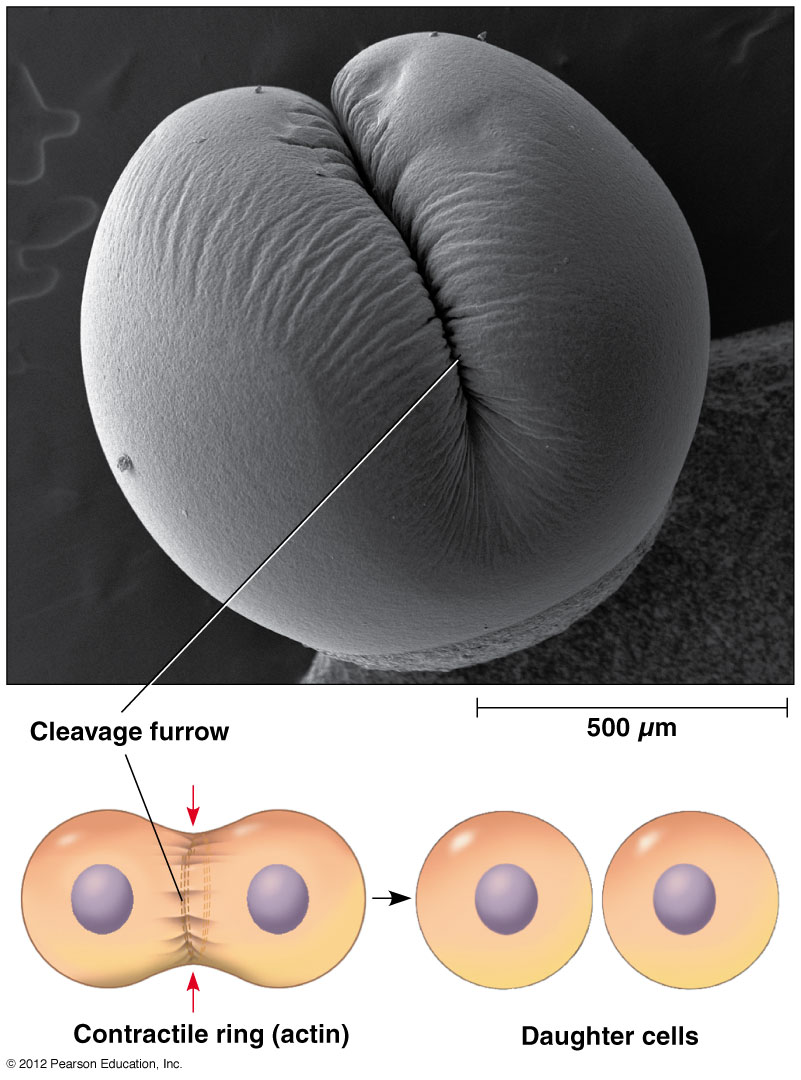 500 µm
Cleavage furrow
Contractile ring (actin)
Daughter cells
© 2012 Pearson Education, Inc.